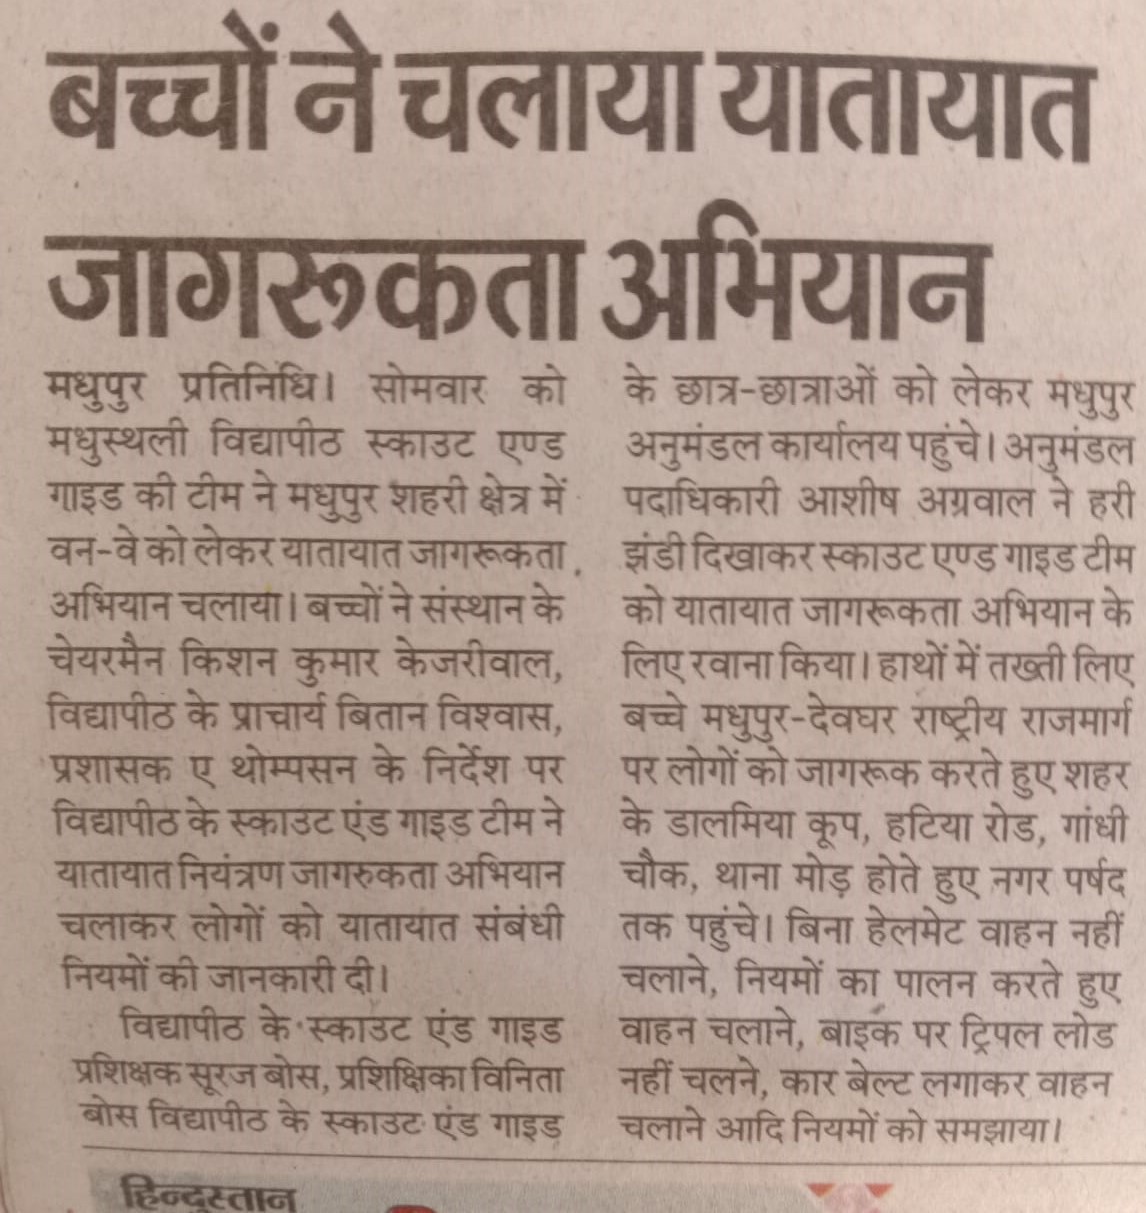 बच्चों ने चलाया यातायात
जागरूकता अभियान
मधुपुर प्रतिनिधि। सोमवार को
मधुस्थली विद्यापीठ स्काउट एण्ड
गाइड की टीम ने मधुपुर शहरी क्षेत्र में
वन-वे को लेकर यातायात जागरूकता
अभियान चलाया। बच्चों ने संस्थान के
चेयरमैन किशन कुमार केजरीवाल,
विद्यापीठ के प्राचार्य बितान विश्वास,
प्रशासक ए थोम्पसन के निर्देश पर
विद्यापीठ के स्काउट एंड गाइड टीम ने
यातायात नियंत्रण जागरुकता अभियान
चलाकर लोगों को यातायात संबंधी
नियमों की जानकारी दी।
विद्यापीठ के स्काउट एंड गाइड
प्रशिक्षक सूरज बोस, प्रशिक्षिका विनिता
बोस विद्यापीठ के स्काउट एंड गाइड
के छात्र-छात्राओं को लेकर मधुपुर
अनुमंडल कार्यालय पहुंचे। अनुमंडल
पदाधिकारी आशीष अग्रवाल ने हरी
झंडी दिखाकर स्काउट एण्ड गाइड टीम
को यातायात जागरूकता अभियान के
लिए रवाना किया। हाथों में तख्ती लिए
बच्चे मधुपुर-देवघर राष्ट्रीय राजमार्ग
पर लोगों को जागरूक करते हुए शहर
के डालमिया कूप, हटिया रोड, गांधी
चौक, थाना मोड़ होते हुए नगर पर्षद
तक पहुंचे। बिना हेलमेट वाहन नहीं
चलाने, नियमों का पालन करते हुए
वाहन चलाने, बाइक पर ट्रिपल लोड
नहीं चलने, कार बेल्ट लगाकर वाहन
चलाने आदि नियमों को समझाया।
हिन्दुस्तान